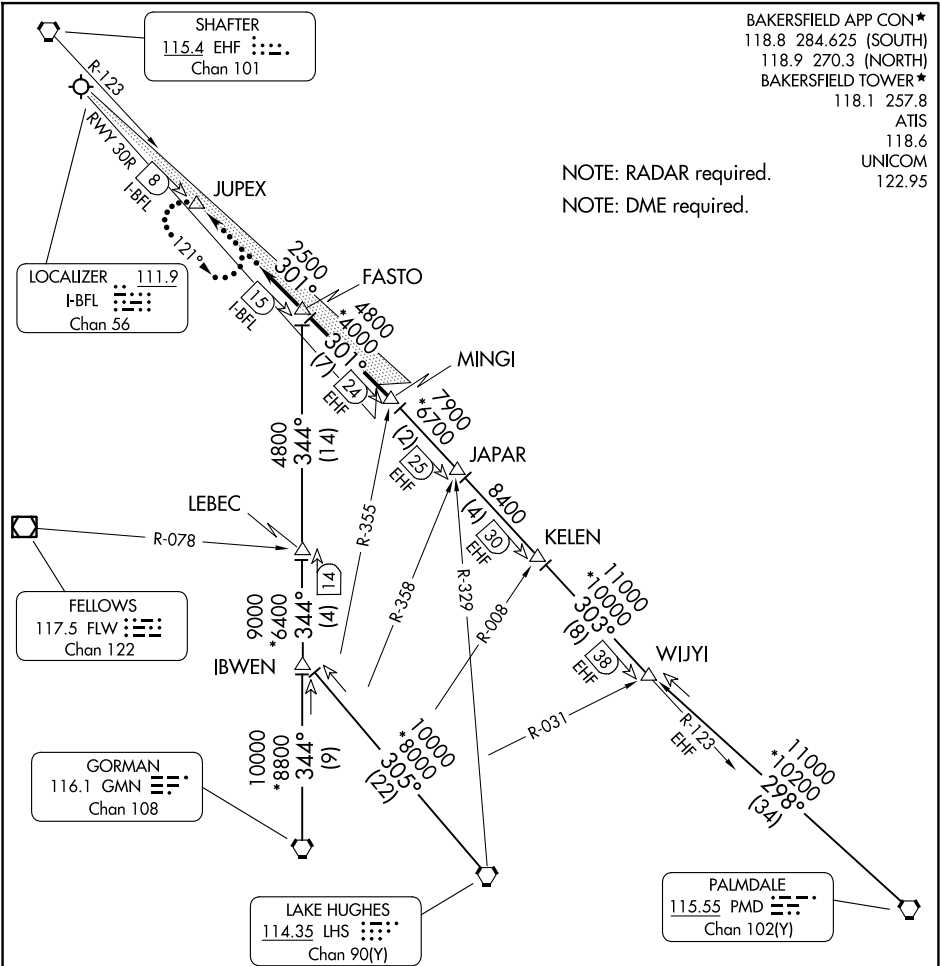 SHAFTER
115.4 EHF
Chan 101
BAKERSFIELD APP CON★
118.8 284.625 (SOUTH)
118.9 270.3 (NORTH)
BAKERSFIELD TOWER★
118.1 257.8
ATIS
118.6
UNICOM
122.95
NOTE: RADAR required.
NOTE: DME required.
R-123
RWY 30R
8
I-BFL
JUPEX
121°
LOCALIZER 111.9
I-BFL
Chan 56
2500
301°
15
I-BFL
FASTO
4800
*4000
301°
(7)
24
EHF
MINGI
7900
*6700
(2)
25
EHF
JAPAR
8400
(4)
30
EHF
KELEN
11000
*10000
303°
(8)
38
EHF
WIJYI
R-123
EHF
11000
*10200
298°
(34)
4800
344°
(14)
LEBEC
R-078
14
FELLOWS
117.5 FLW
Chan 122
9000
*6400
344°
(4)
R-355
R-358
R-329
R-008
R-031
IBWEN
10000
*8800
344°
(9)
10000
*8000
305°
(22)
GORMAN
116.1 GMN
Chan 108
LAKE HUGHES
114.35 LHS
Chan 90(Y)
PALMDALE
115.55 PMD
Chan 102(Y)